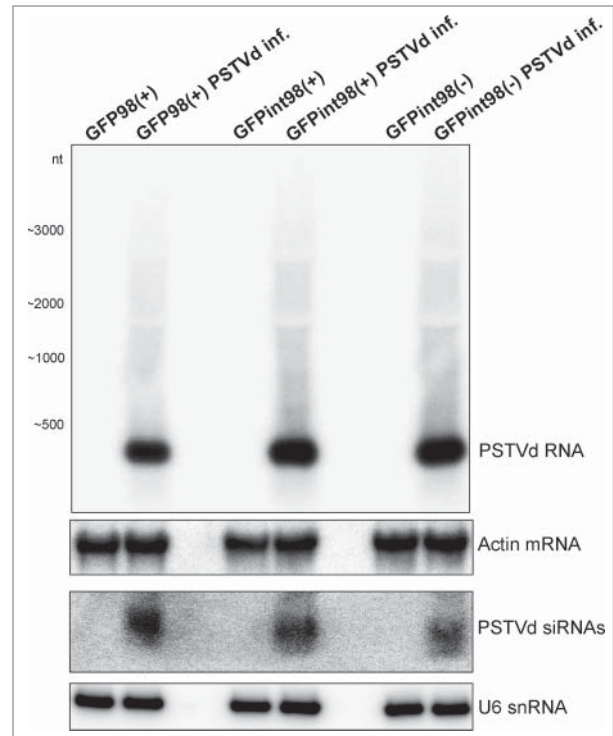 GFP98(+)
GFP98(+) PSTVd inf.
GFPint98(+)
GFPint98(+) PSTVd inf.
GFPint98(-)
GFPint98(-) PSTVd inf.
nt
~3000
~2000
~1000
~500
PSTVd RNA
Actin mRNA
PSTVd siRNAs
U6 snRNA